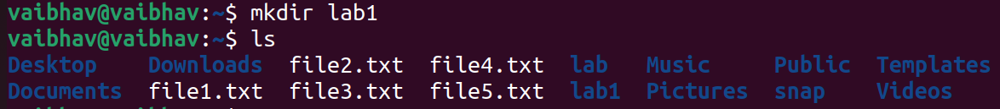 vaibhav@vaibhav:~$ mkdir lab1
vaibhav@vaibhav:~$ ls
Desktop Downloads file2.txt file4.txt lab Music Public Templates
Documents file1.txt file3.txt file5.txt lab1 Pictures snap Videos